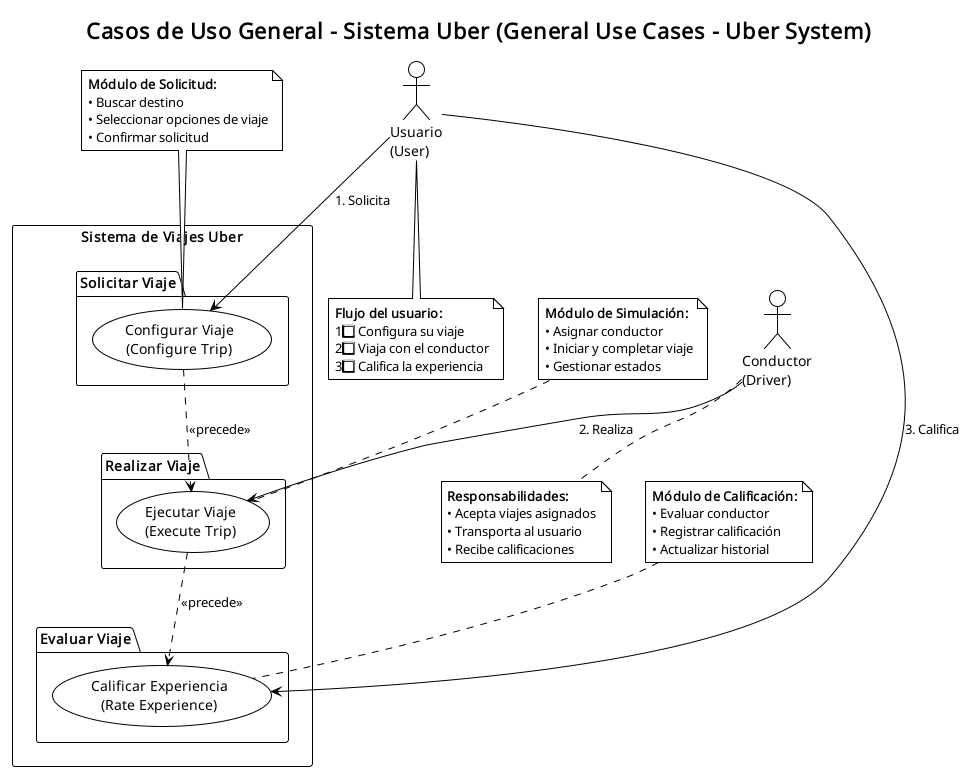 Casos de Uso General - Sistema Uber (General Use Cases - Uber System)
Módulo de Solicitud:
• Buscar destino
• Seleccionar opciones de viaje
• Confirmar solicitud
Usuario
(User)
1. Solicita
Sistema de Viajes Uber
Solicitar Viaje
Configurar Viaje
(Configure Trip)
Flujo del usuario:
1 Configura su viaje
2 Viaja con el conductor
3 Califica la experiencia
Módulo de Simulación:
• Asignar conductor
• Iniciar y completar viaje
• Gestionar estados
Conductor
(Driver)
«precede»
2. Realiza
3. Califica
Realizar Viaje
Ejecutar Viaje
(Execute Trip)
Responsabilidades:
• Acepta viajes asignados
• Transporta al usuario
• Recibe calificaciones
Módulo de Calificación:
• Evaluar conductor
• Registrar calificación
• Actualizar historial
«precede»
Evaluar Viaje
Calificar Experiencia
(Rate Experience)